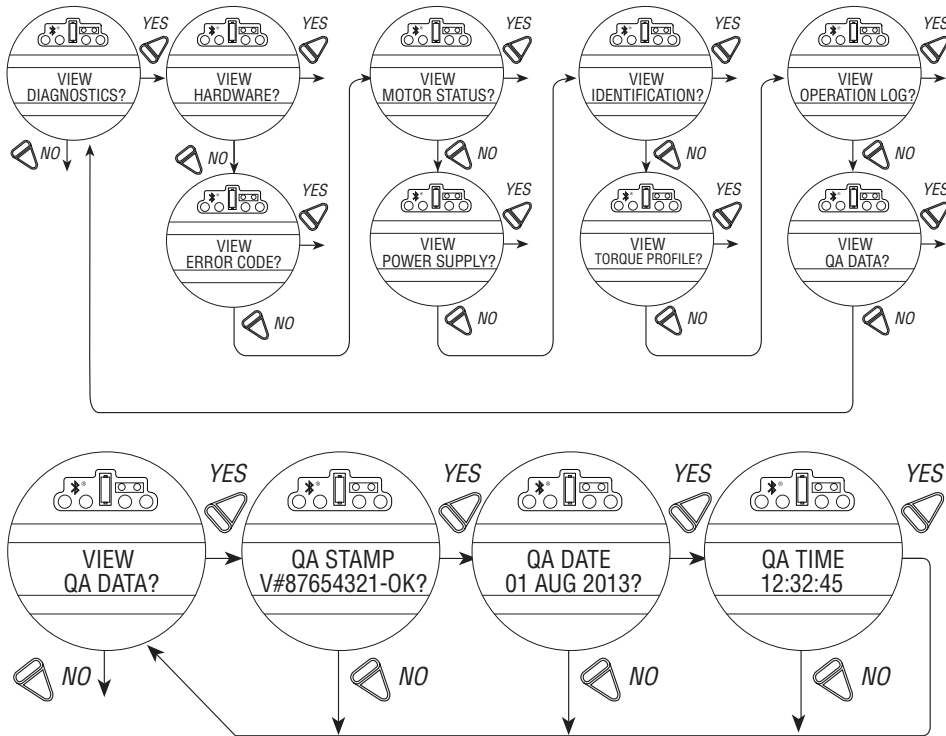 YES
YES
YES
YES
YES
VIEW
DIAGNOSTICS?
VIEW
HARDWARE?
VIEW
MOTOR STATUS?
VIEW
IDENTIFICATION?
VIEW
OPERATION LOG?
NO
NO
NO
NO
NO
YES
YES
YES
YES
VIEW
ERROR CODE?
VIEW
POWER SUPPLY?
VIEW
TORQUE PROFILE?
VIEW
QA DATA?
NO
NO
NO
YES
YES
YES
YES
VIEW
QA DATA?
QA STAMP
V#87654321-OK?
QA DATE
01 AUG 2013?
QA TIME
12:32:45
NO
NO
NO
NO